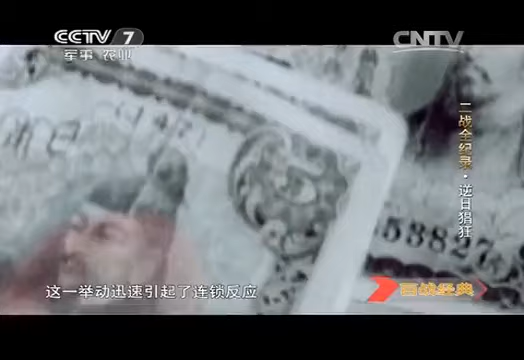 CCTV 7
军事 农业
CNTV
二战全纪录·逆日猖狂
53827
这一举动迅速引起了连锁反应
百战经典